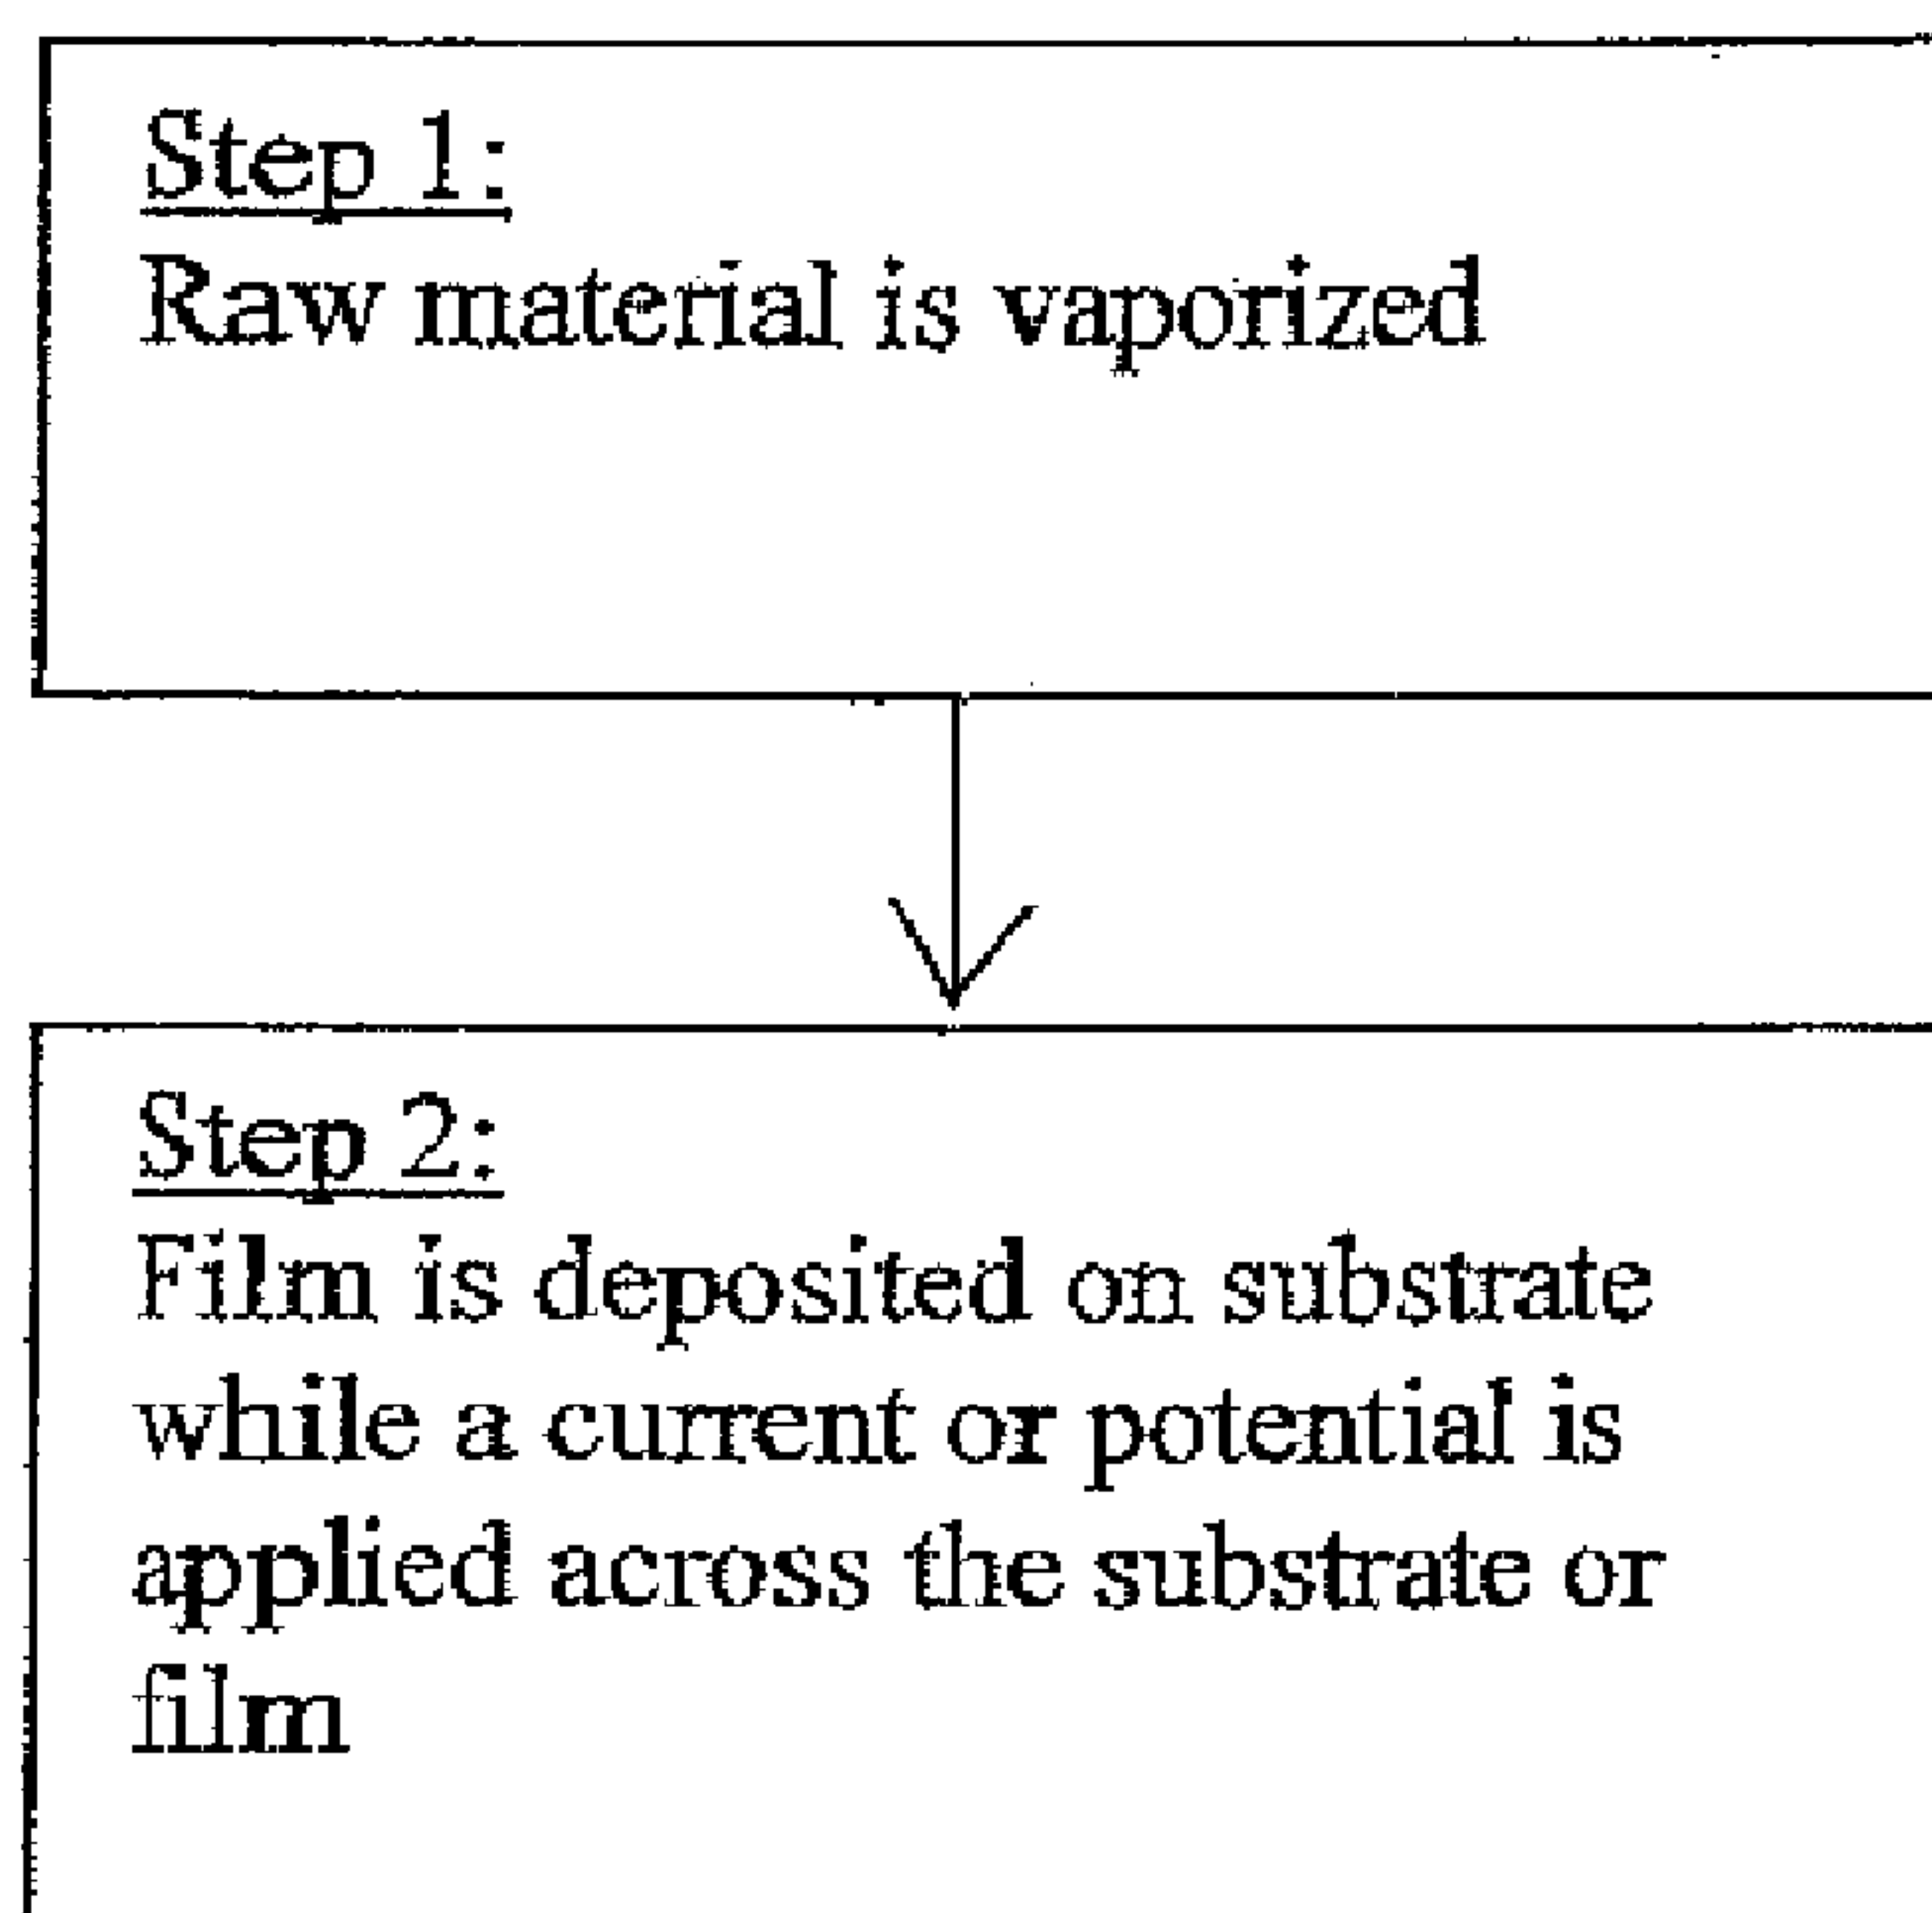 Step 1:
Raw material is vaporized
Step 2:
Film is deposited on substrate
while a current or potential is
applied across the substrate or
film